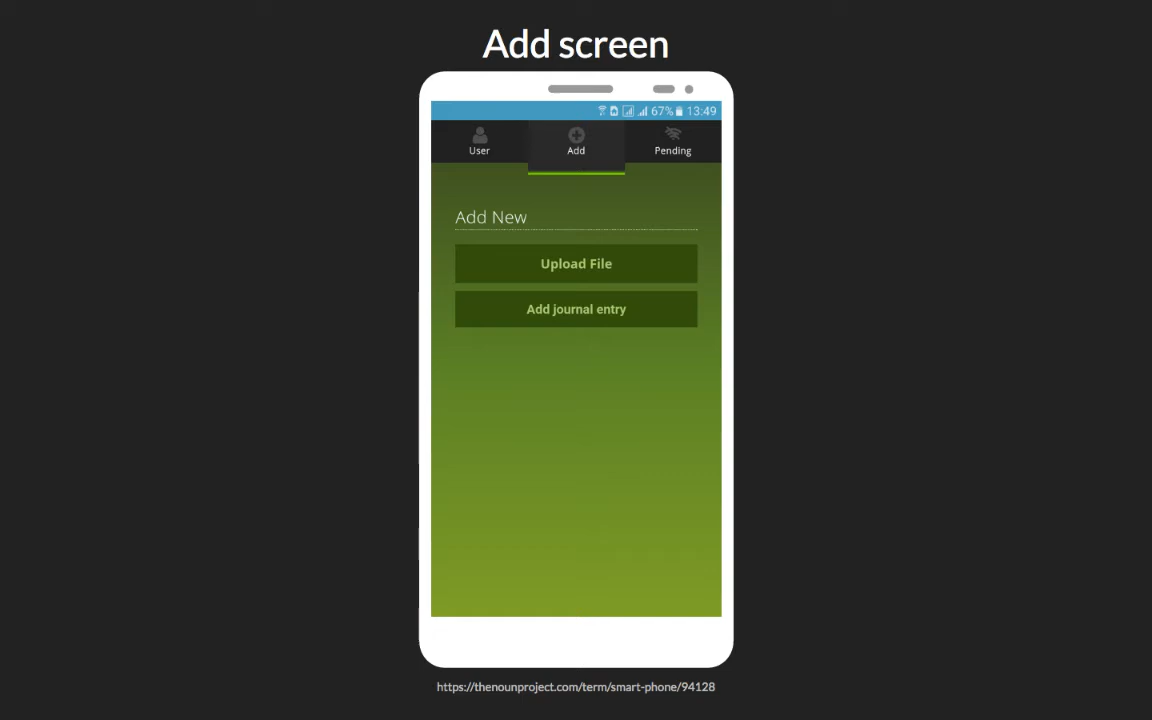 Add screen
67% 13:49
User Add Pending
Add New
Upload File
Add journal entry
https://thenounproject.com/term/smart-phone/94128